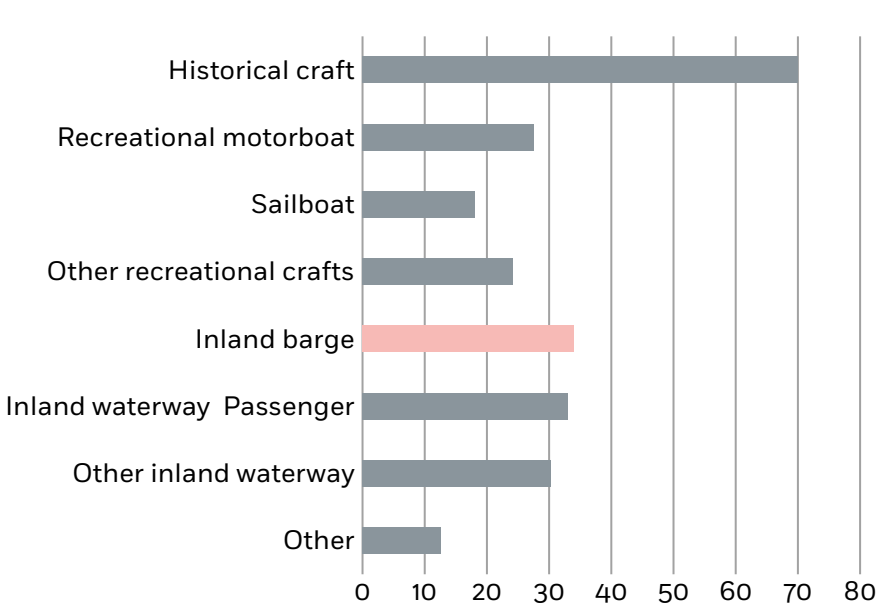 Historical craft
Recreational motorboat
Sailboat
Other recreational crafts
Inland barge
Inland waterway  Passenger
Other inland waterway
Other
0 10 20 30 40 50 60 70 80